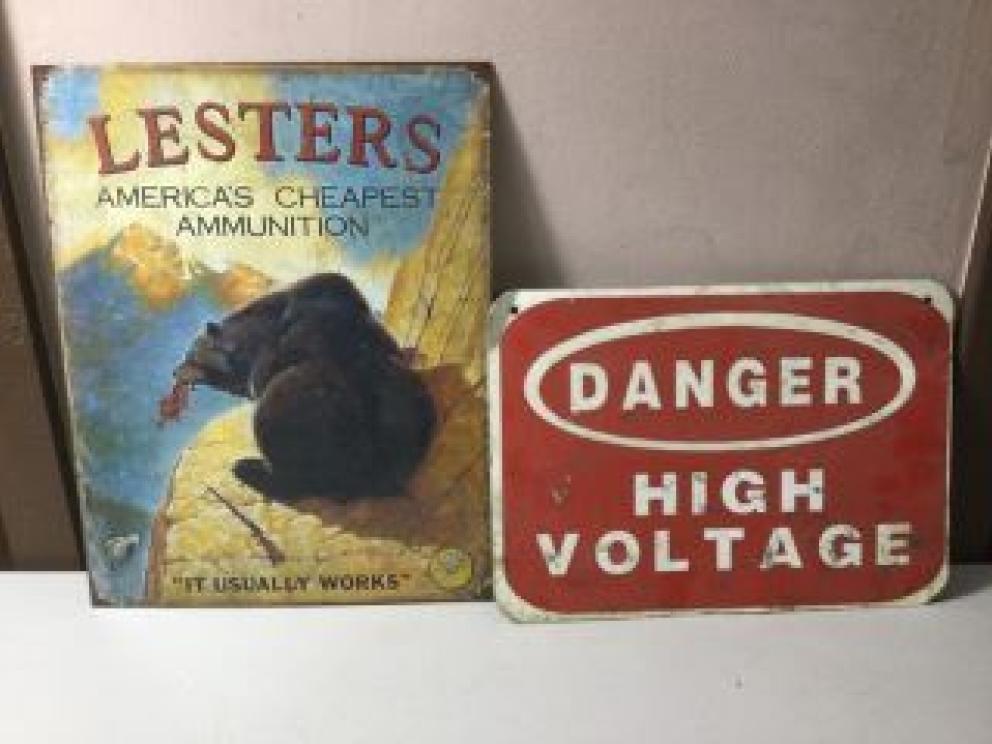 LESTERS
AMERICA'S CHEAPEST
AMMUNITION
"IT USUALLY WORKS"
DANGER
HIGH
VOLTAGE